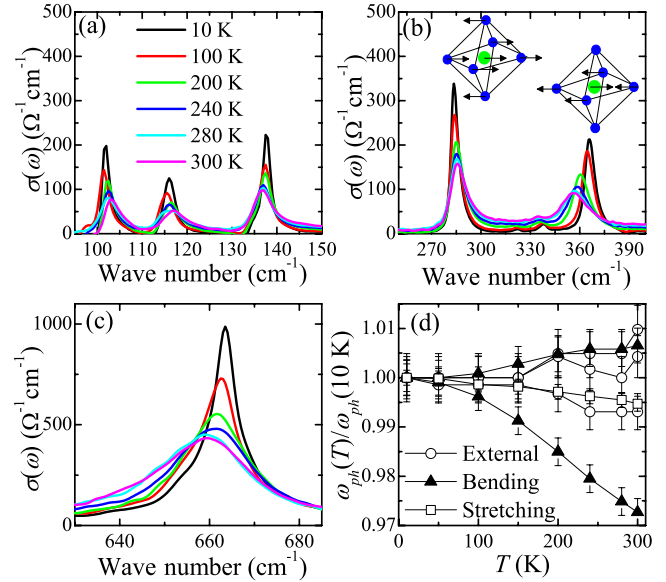 (a)
10 K
100 K
200 K
240 K
280 K
300 K
500
400
300
200
100
0
σ(ω) (Ω⁻¹cm⁻¹)
100 110 120 130 140 150
Wave number (cm⁻¹)
(b)
500
400
300
200
100
0
σ(ω) (Ω⁻¹cm⁻¹)
270 300 330 360 390
Wave number (cm⁻¹)
(c)
1000
500
0
σ(ω) (Ω⁻¹cm⁻¹)
640 660 680
Wave number (cm⁻¹)
(d)
1.01
1.00
0.99
0.98
0.97
ω_ph(T)/ω_ph(10 K)
External
Bending
Stretching
0 100 200 300
T (K)